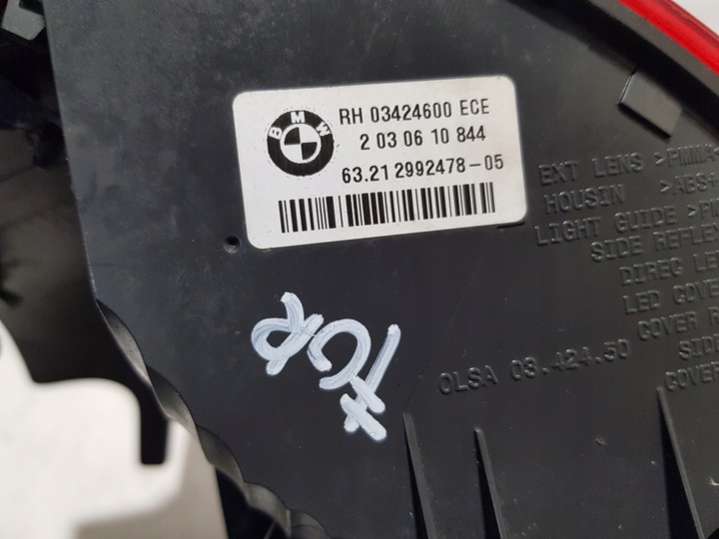 BMW
RH 03424600 ECE
2 03 06 10 844
63.21 2992478-05
EXT LENS >PMMA<
HOUSIN >ABS+
LIGHT GUIDE >P
SIDE REFLE
DIREC LE
LED COVE
OLSA 03.424.50 COVER R
SIDE
COVER